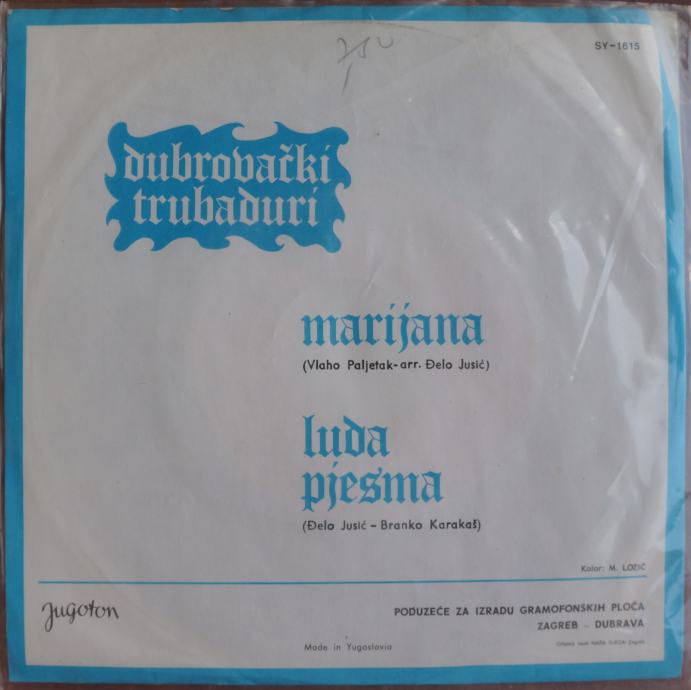 SY-1615
dubrovački
trubaduri
marijana
(Vlaho Paljetak-arr. Đelo Jusić)
luda
pjesma
(Đelo Jusić - Branko Karakaš)
Kolor: M. LOZIĆ
Jugoton
PODUZEĆE ZA IZRADU GRAMOFONSKIH PLOČA
ZAGREB - DUBRAVA
Made in Yugoslavia